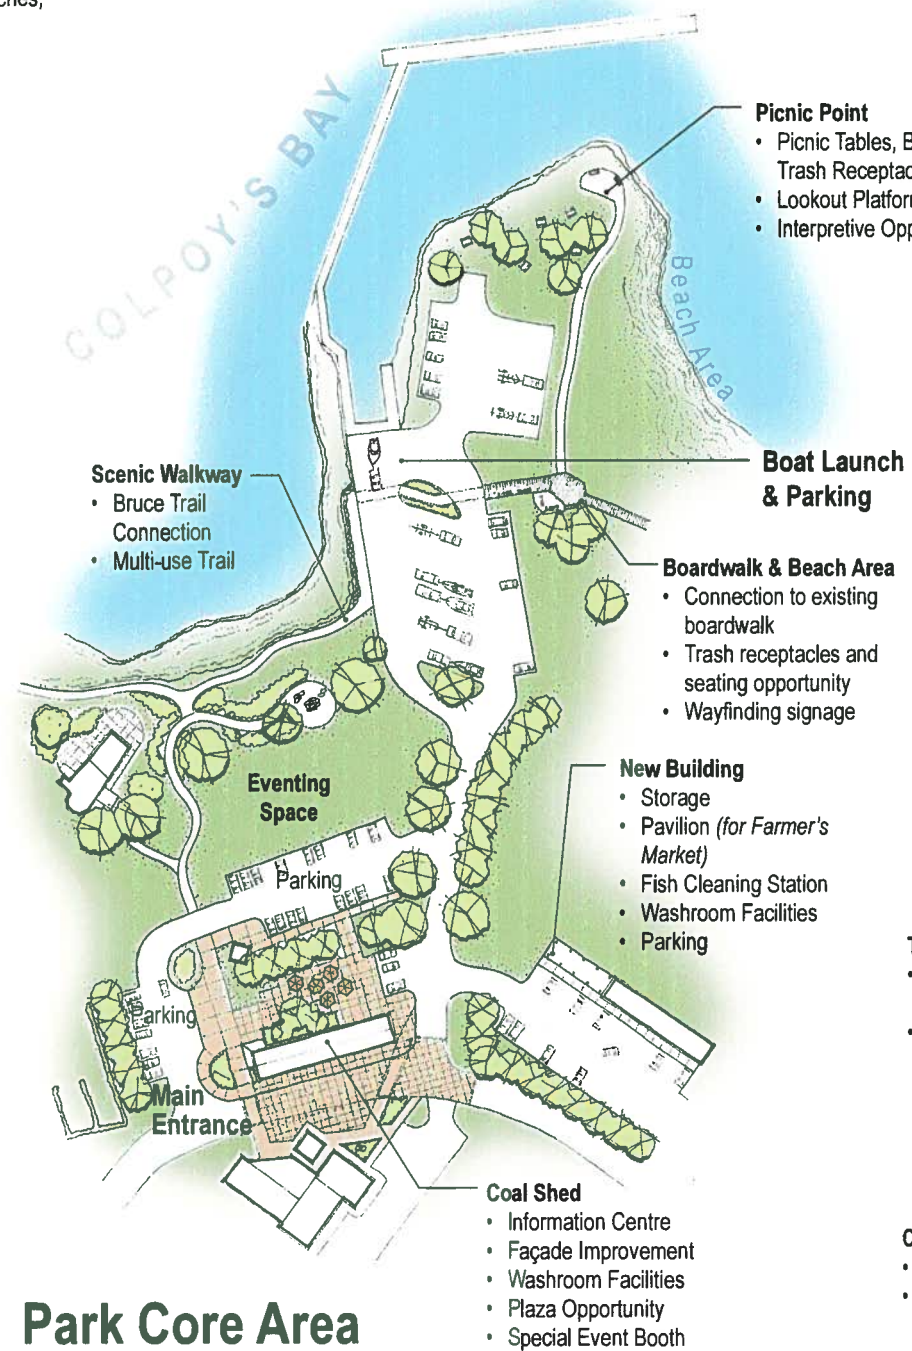 COLPOY'S BAY
Picnic Point
• Picnic Tables,
Trash
• Lookout
• Interpretive
Beach Area
Scenic Walkway
• Bruce Trail
Connection
• Multi-use Trail
Boat Launch
& Parking
Boardwalk & Beach Area
• Connection to existing
boardwalk
• Trash receptacles and
seating opportunity
• Wayfinding signage
Eventing
Space
New Building
• Storage
• Pavilion (for Farmer's
Market)
• Fish Cleaning Station
• Washroom Facilities
• Parking
Parking
Parking
Main
Entrance
Coal Shed
• Information Centre
• Façade Improvement
• Washroom Facilities
• Plaza Opportunity
• Special Event Booth
Park Core Area